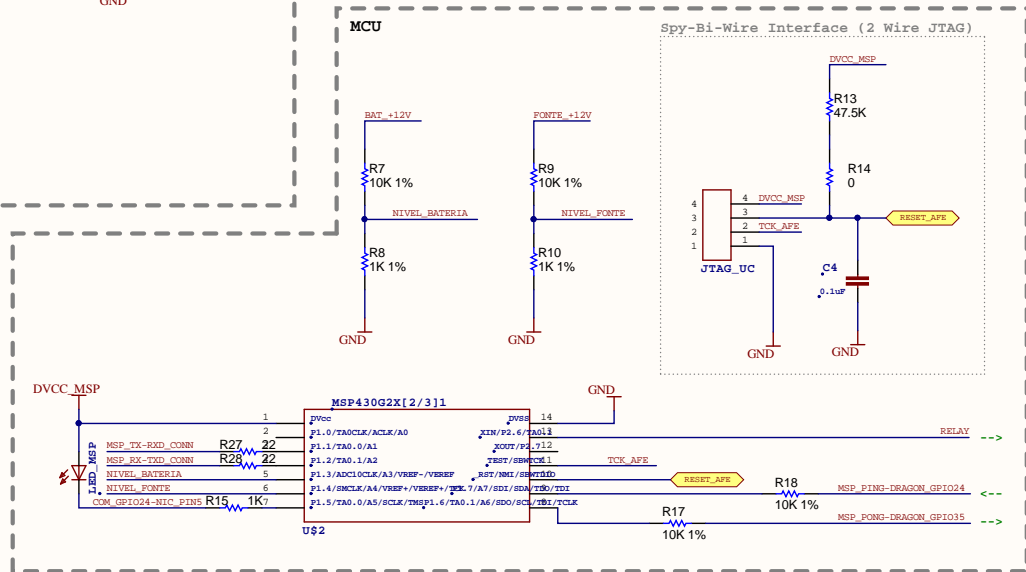 GND
MCU
Spy-Bi-Wire Interface (2 Wire JTAG)
DVCC_MSP
R13
47.5K
BAT_+12V
FONTE_+12V
R7
10K 1%
R9
10K 1%
R14
0
4 4 DVCC_MSP
3 3
2 2 TCK_AFE
1 1
RESET_AFE
NIVEL_BATERIA
NIVEL_FONTE
R8
1K 1%
R10
1K 1%
JTAG_UC
C4
0.1uF
GND
GND
GND
GND
DVCC_MSP
MSP430G2X[2/3]1
GND
1 DVcc
DVSS 14
2 P1.0/TA0CLK/ACLK/A0
XIN/P2.6/TA0.1
RELAY -->
MSP_TX-RXD_CONN R27 22 P1.1/TA0.0/A1
XOUT/P2.7 12
MSP_RX-TXD_CONN R28 22 P1.2/TA0.1/A2
TEST/SBWTCK 11 TCK_AFE
LED_MSP
NIVEL_BATERIA 5 P1.3/ADC10CLK/A3/VREF-/VEREF
RST/NMI/SBWTDIO
RESET_AFE
NIVEL_FONTE 6 P1.4/SMCLK/A4/VREF+/VEREF+/TCK
P1.7/A7/SDI/SDA/TDO/TDI
R18
10K 1%
MSP_PING-DRAGON_GPIO24 <--
COM_GPIO24-NIC_PIN5 R15 1K 7 P1.5/TA0.0/A5/SCLK/TMS
P1.6/TA0.1/A6/SDO/SCL/TDI/TCLK
R17
10K 1%
MSP_PONG-DRAGON_GPIO35 -->
U$2